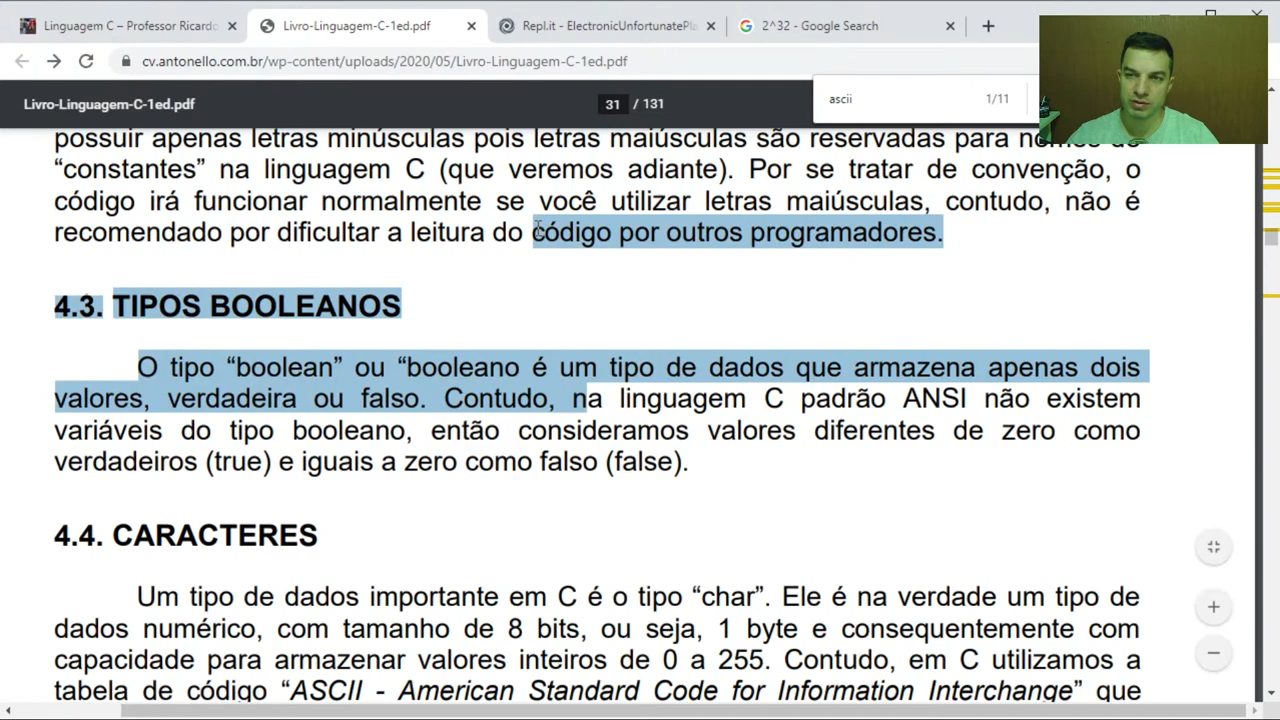 Linguagem C – Professor Ricardo
Livro-Linguagem-C-1ed.pdf
Repl.it - ElectronicUnfortunatePla
2^32 - Google Search
cv.antonello.com.br/wp-content/uploads/2020/05/Livro-Linguagem-C-1ed.pdf
Livro-Linguagem-C-1ed.pdf
31 / 131
ascii 1/11
possuir apenas letras minúsculas pois letras maiúsculas são reservadas para nomes de
“constantes” na linguagem C (que veremos adiante). Por se tratar de convenção, o
código irá funcionar normalmente se você utilizar letras maiúsculas, contudo, não é
recomendado por dificultar a leitura do código por outros programadores.
4.3. TIPOS BOOLEANOS
O tipo “boolean” ou “booleano é um tipo de dados que armazena apenas dois
valores, verdadeira ou falso. Contudo, na linguagem C padrão ANSI não existem
variáveis do tipo booleano, então consideramos valores diferentes de zero como
verdadeiros (true) e iguais a zero como falso (false).
4.4. CARACTERES
Um tipo de dados importante em C é o tipo “char”. Ele é na verdade um tipo de
dados numérico, com tamanho de 8 bits, ou seja, 1 byte e consequentemente com
capacidade para armazenar valores inteiros de 0 a 255. Contudo, em C utilizamos a
tabela de código “ASCII - American Standard Code for Information Interchange” que